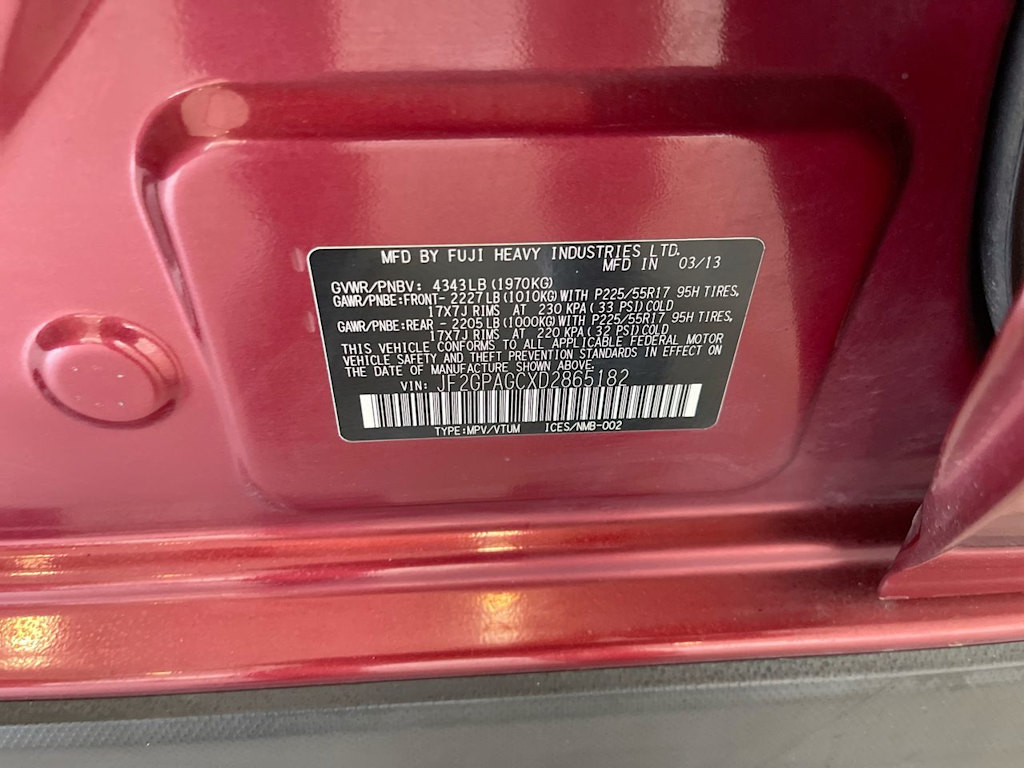 MFD BY FUJI HEAVY INDUSTRIES LTD.
MFD IN 03/13
GVWR/PNBV: 4343LB(1970KG)
GAWR/PNBE:FRONT- 2227LB(1010KG)WITH P225/55R17 95H TIRES,
17X7J RIMS AT 230 KPA(33 PSI)COLD
GAWR/PNBE:REAR - 2205LB(1000KG)WITH P225/55R17 95H TIRES,
17X7J RIMS AT 220 KPA(32 PSI)COLD
THIS VEHICLE CONFORMS TO ALL APPLICABLE FEDERAL MOTOR
VEHICLE SAFETY AND THEFT PREVENTION STANDARDS IN EFFECT ON
THE DATE OF MANUFACTURE SHOWN ABOVE.
VIN: JF2GPAGCXD2865182
TYPE:MPV/VTUM ICES/NMB-002